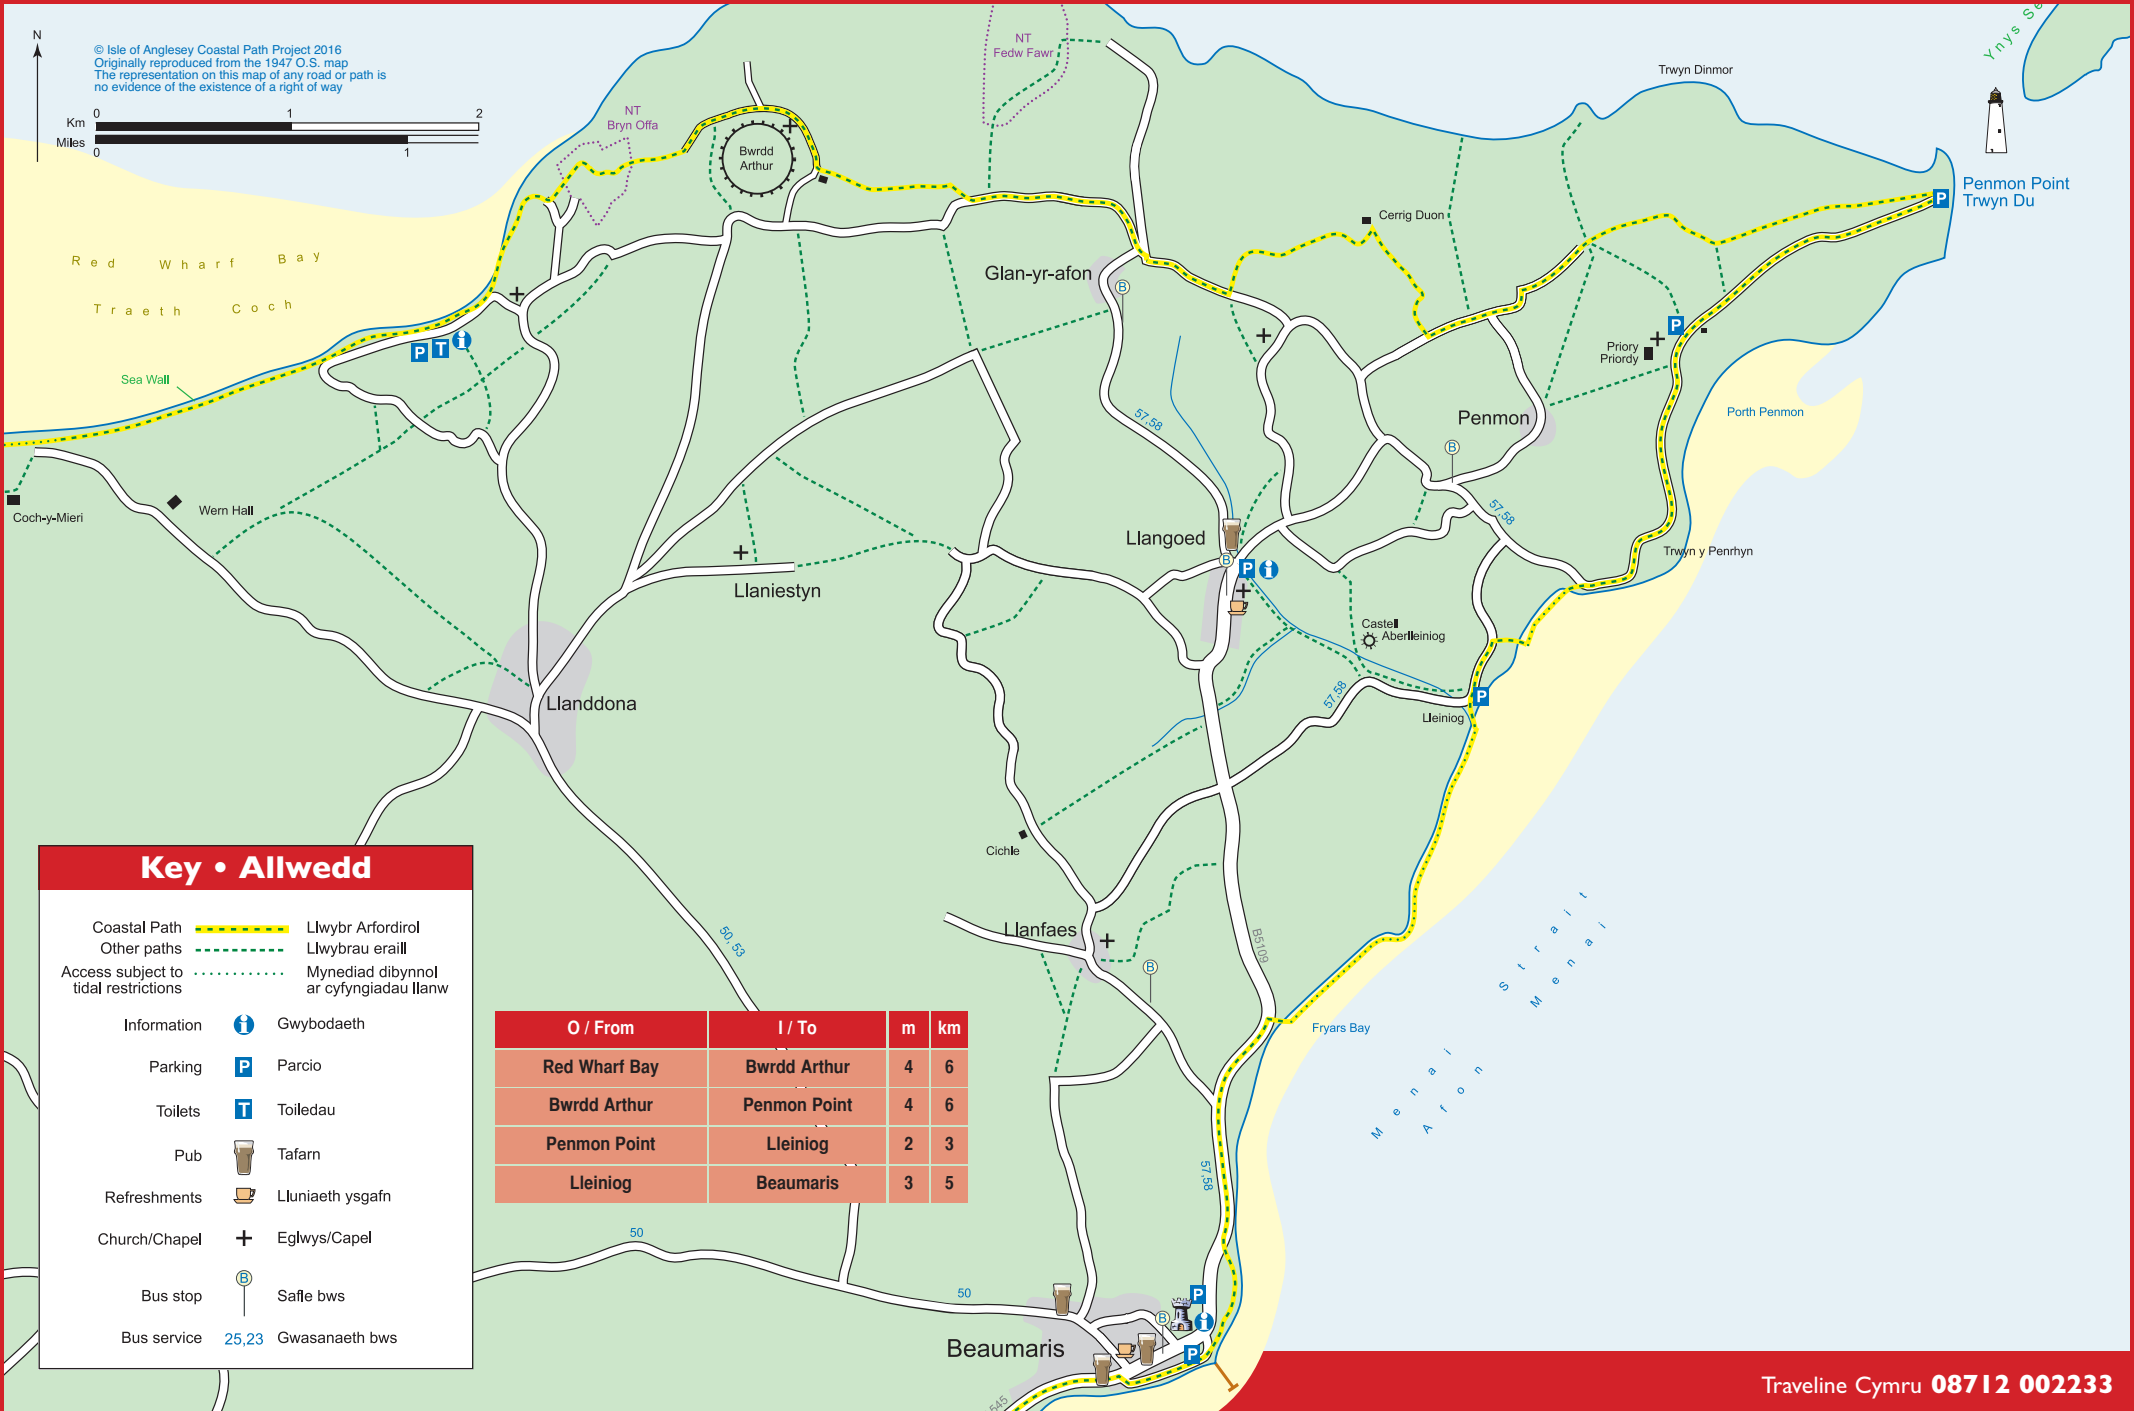 N
© Isle of Anglesey Coastal Path Project 2016
Originally reproduced from the 1947 O.S. map
The representation on this map of any road or path is
no evidence of the existence of a right of way
0 1 2
Km
Miles
0 1
NT
Fedw Fawr
NT
Bryn Offa
Bwrdd
Arthur
Trwyn Dinmor
Penmon Point
Trwyn Du
P
Cerrig Duon
Red Wharf Bay
Traeth Coch
Glan-yr-afon
B
P
T
i
Sea Wall
Priory
Priordy
P
Porth Penmon
57,58
Penmon
B
57,58
Coch-y-Mieri
Wern Hall
Llangoed
B
P
i
Trwyn y Penrhyn
Llaniestyn
Castell
Aberlleiniog
Llanddona
57,58
P
Lleiniog
Cichle
Llanfaes
B
B5109
50, 53
Menai Strait
Afon Menai
Fryars Bay
Key • Allwedd
Coastal Path Llwybr Arfordirol
Other paths Llwybrau eraill
Access subject to Mynediad dibynnol
tidal restrictions ar cyfyngiadau llanw
Information i Gwybodaeth
Parking P Parcio
Toilets T Toiledau
Pub Tafarn
Refreshments Lluniaeth ysgafn
Church/Chapel Eglwys/Capel
B
Bus stop Safle bws
Bus service 25,23 Gwasanaeth bws
O / From I / To m km
Red Wharf Bay Bwrdd Arthur 4 6
Bwrdd Arthur Penmon Point 4 6
Penmon Point Lleiniog 2 3
Lleiniog Beaumaris 3 5
57,58
50
50
P
B
i
Beaumaris
P
Traveline Cymru 08712 002233